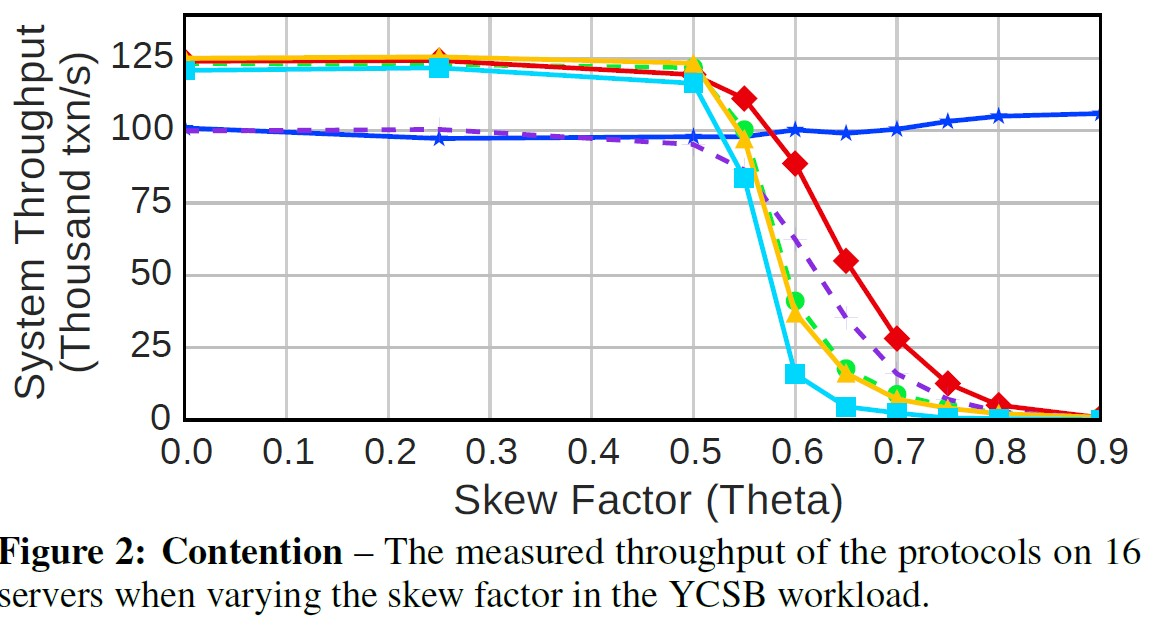 System Throughput
(Thousand txn/s)
125
100
75
50
25
0
0.0 0.1 0.2 0.3 0.4 0.5 0.6 0.7 0.8 0.9
Skew Factor (Theta)
Figure 2: Contention – The measured throughput of the protocols on 16
servers when varying the skew factor in the YCSB workload.